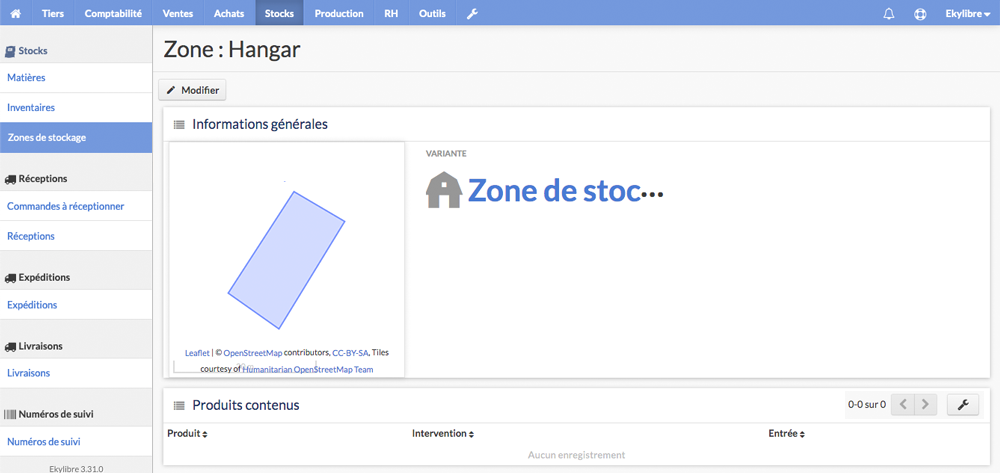 Tiers Comptabilité Ventes Achats Stocks Production RH Outils Ekylibre
Stocks
Matières
Inventaires
Zones de stockage
Réceptions
Commandes à réceptionner
Réceptions
Expéditions
Expéditions
Livraisons
Livraisons
Numéros de suivi
Numéros de suivi
Ekylibre 3.31.0
Zone : Hangar
Modifier
Informations générales
Leaflet | © OpenStreetMap contributors, CC-BY-SA, Tiles
courtesy of Humanitarian OpenStreetMap Team
VARIANTE
Zone de stoc...
Produits contenus
0-0 sur 0
Produit Intervention Entrée
Aucun enregistrement